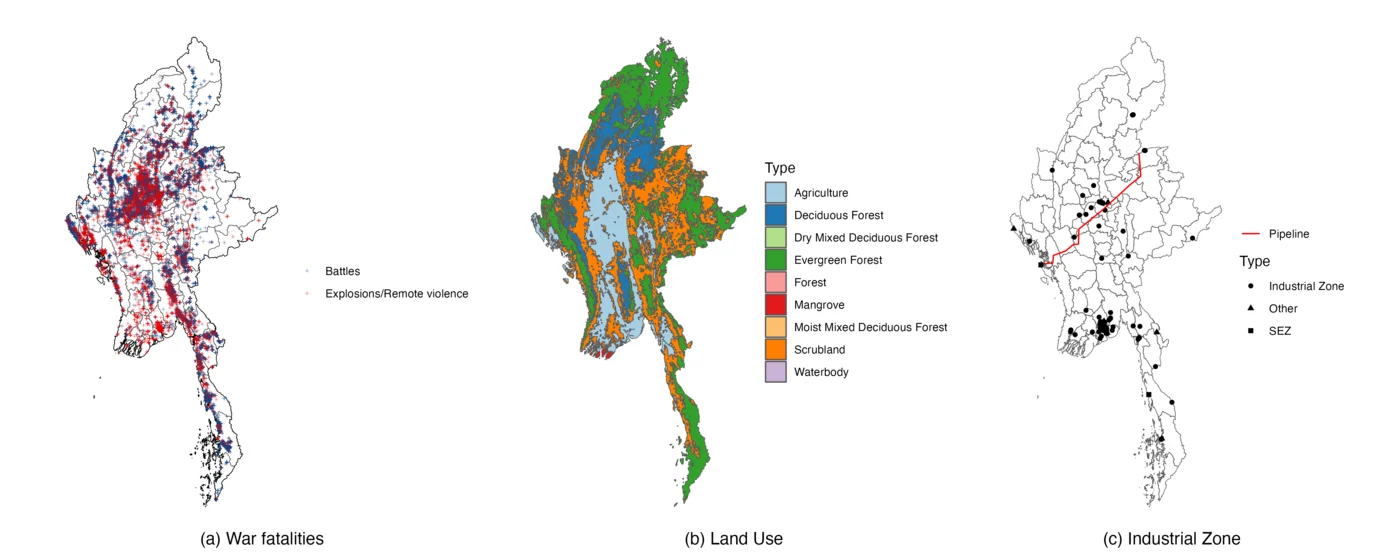 Battles
Explosions/Remote violence
(a) War fatalities
Type
Agriculture
Deciduous Forest
Dry Mixed Deciduous Forest
Evergreen Forest
Forest
Mangrove
Moist Mixed Deciduous Forest
Scrubland
Waterbody
(b) Land Use
Pipeline
Type
Industrial Zone
Other
SEZ
(c) Industrial Zone